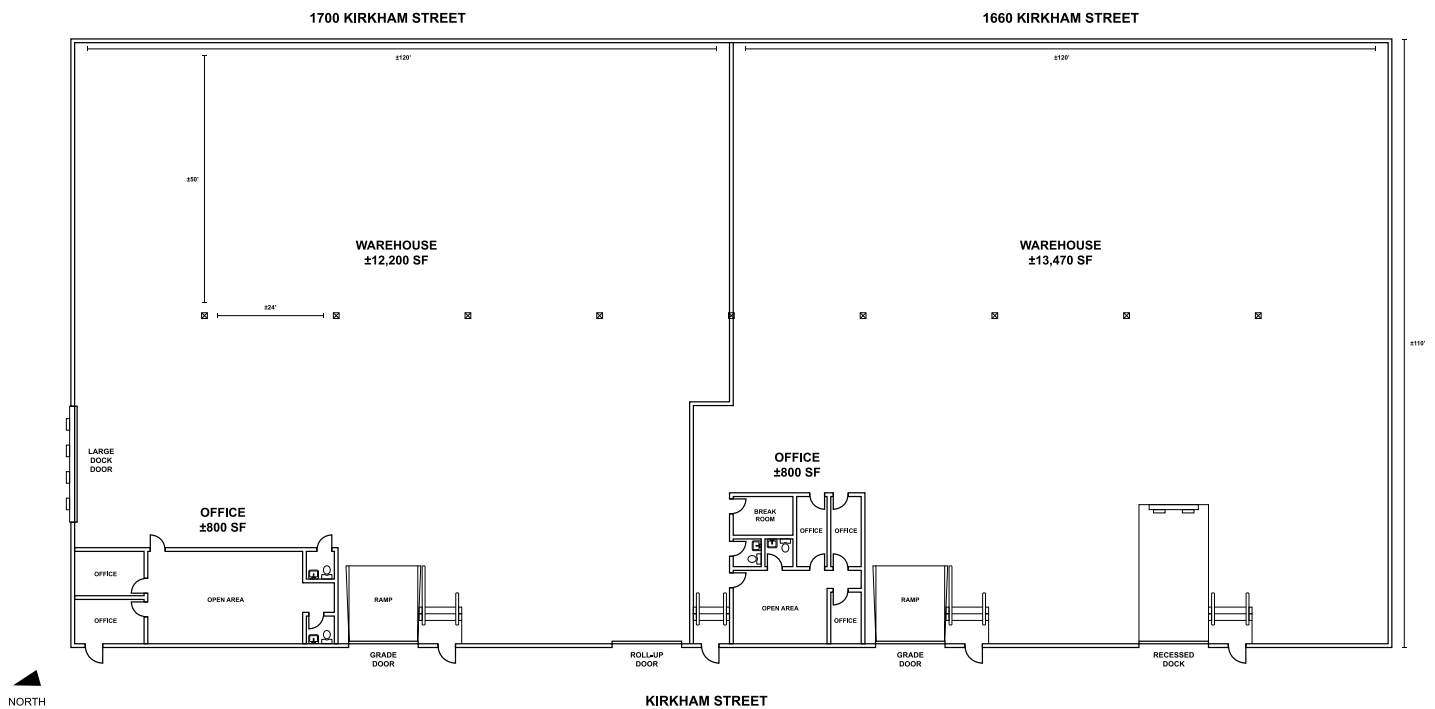 1700 KIRKHAM STREET
1660 KIRKHAM STREET
±120'
±120'
±50'
WAREHOUSE
±12,200 SF
WAREHOUSE
±13,470 SF
±24'
±110'
LARGE
DOCK
DOOR
OFFICE
±800 SF
OFFICE
±800 SF
BREAK
ROOM
OFFICE
OFFICE
OFFICE
OPEN AREA
RAMP
OPEN AREA
RAMP
OFFICE
OFFICE
GRADE
DOOR
ROLL-UP
DOOR
GRADE
DOOR
RECESSED
DOCK
NORTH
KIRKHAM STREET